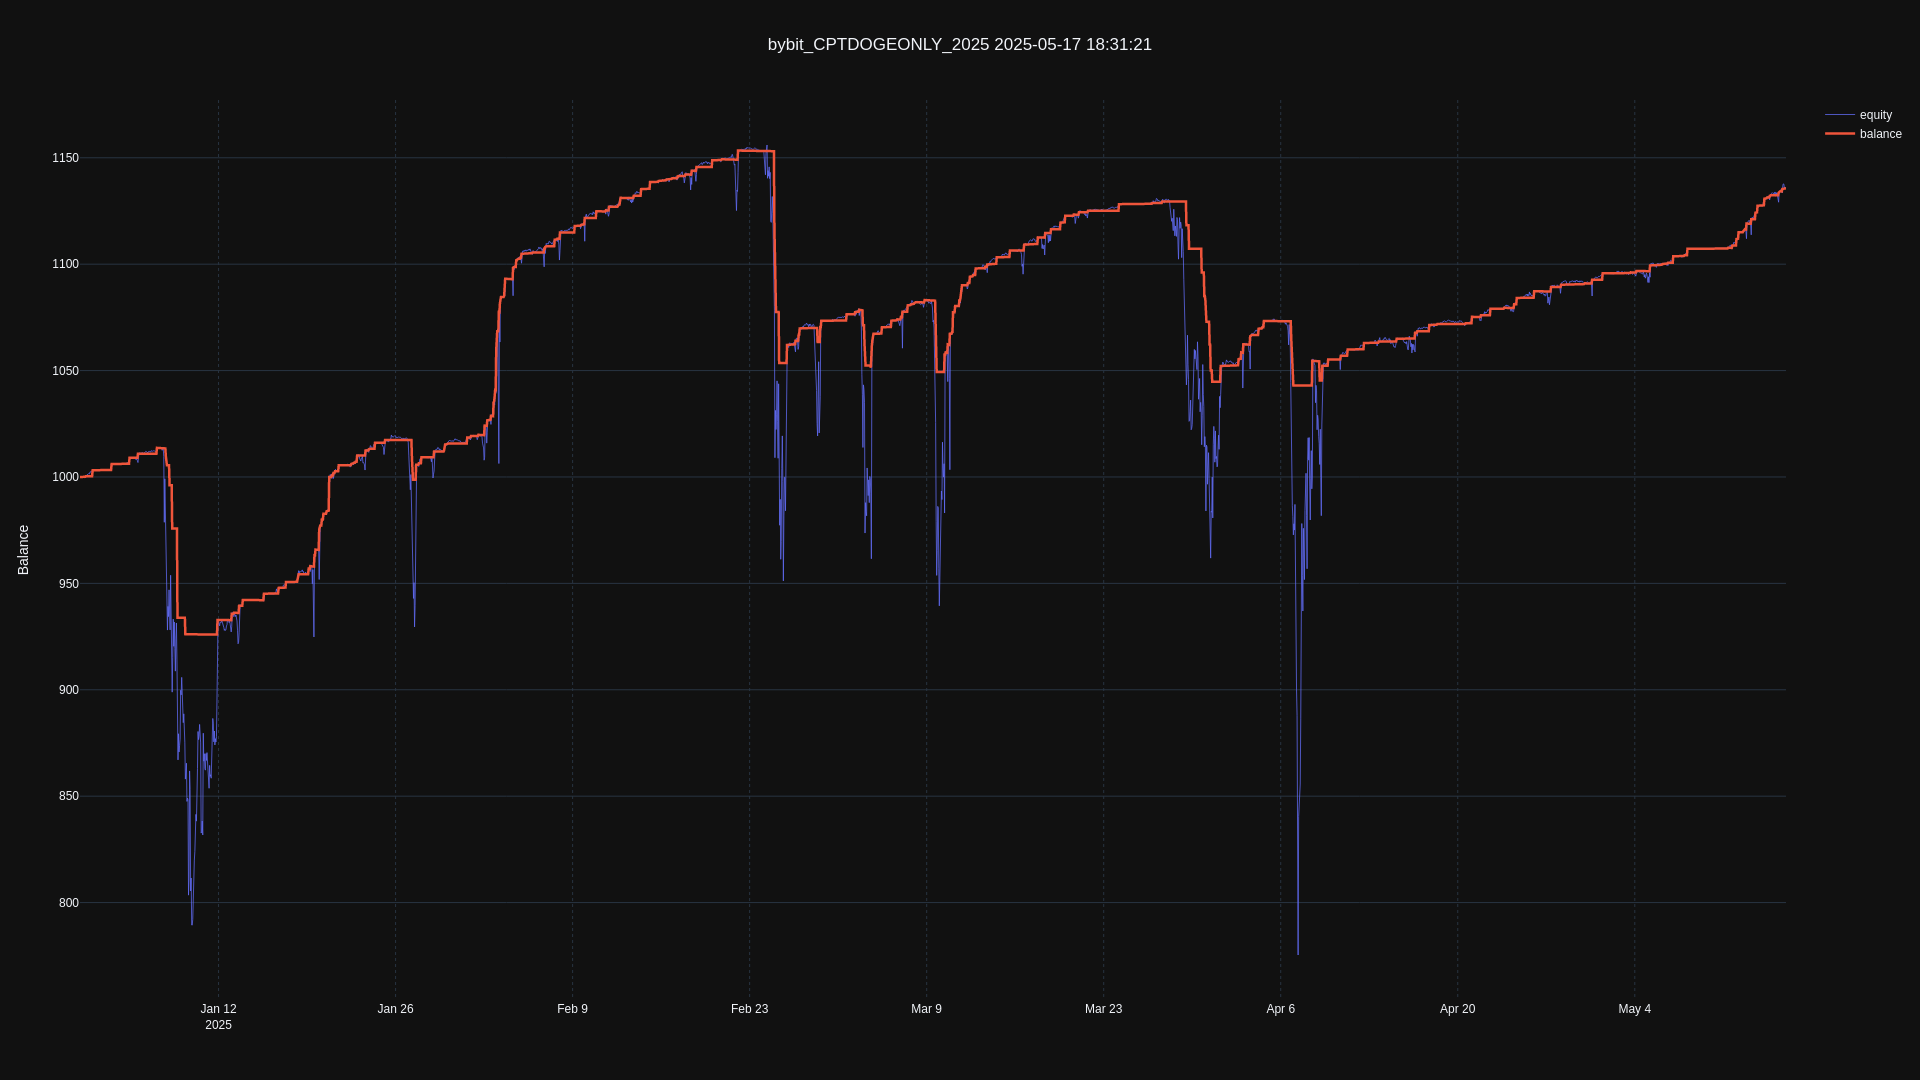 bybit_CPTDOGEONLY_2025 2025-05-17 18:31:21
equity
balance
1150
1100
1050
1000
950
900
850
800
Balance
Jan 12
2025
Jan 26
Feb 9
Feb 23
Mar 9
Mar 23
Apr 6
Apr 20
May 4